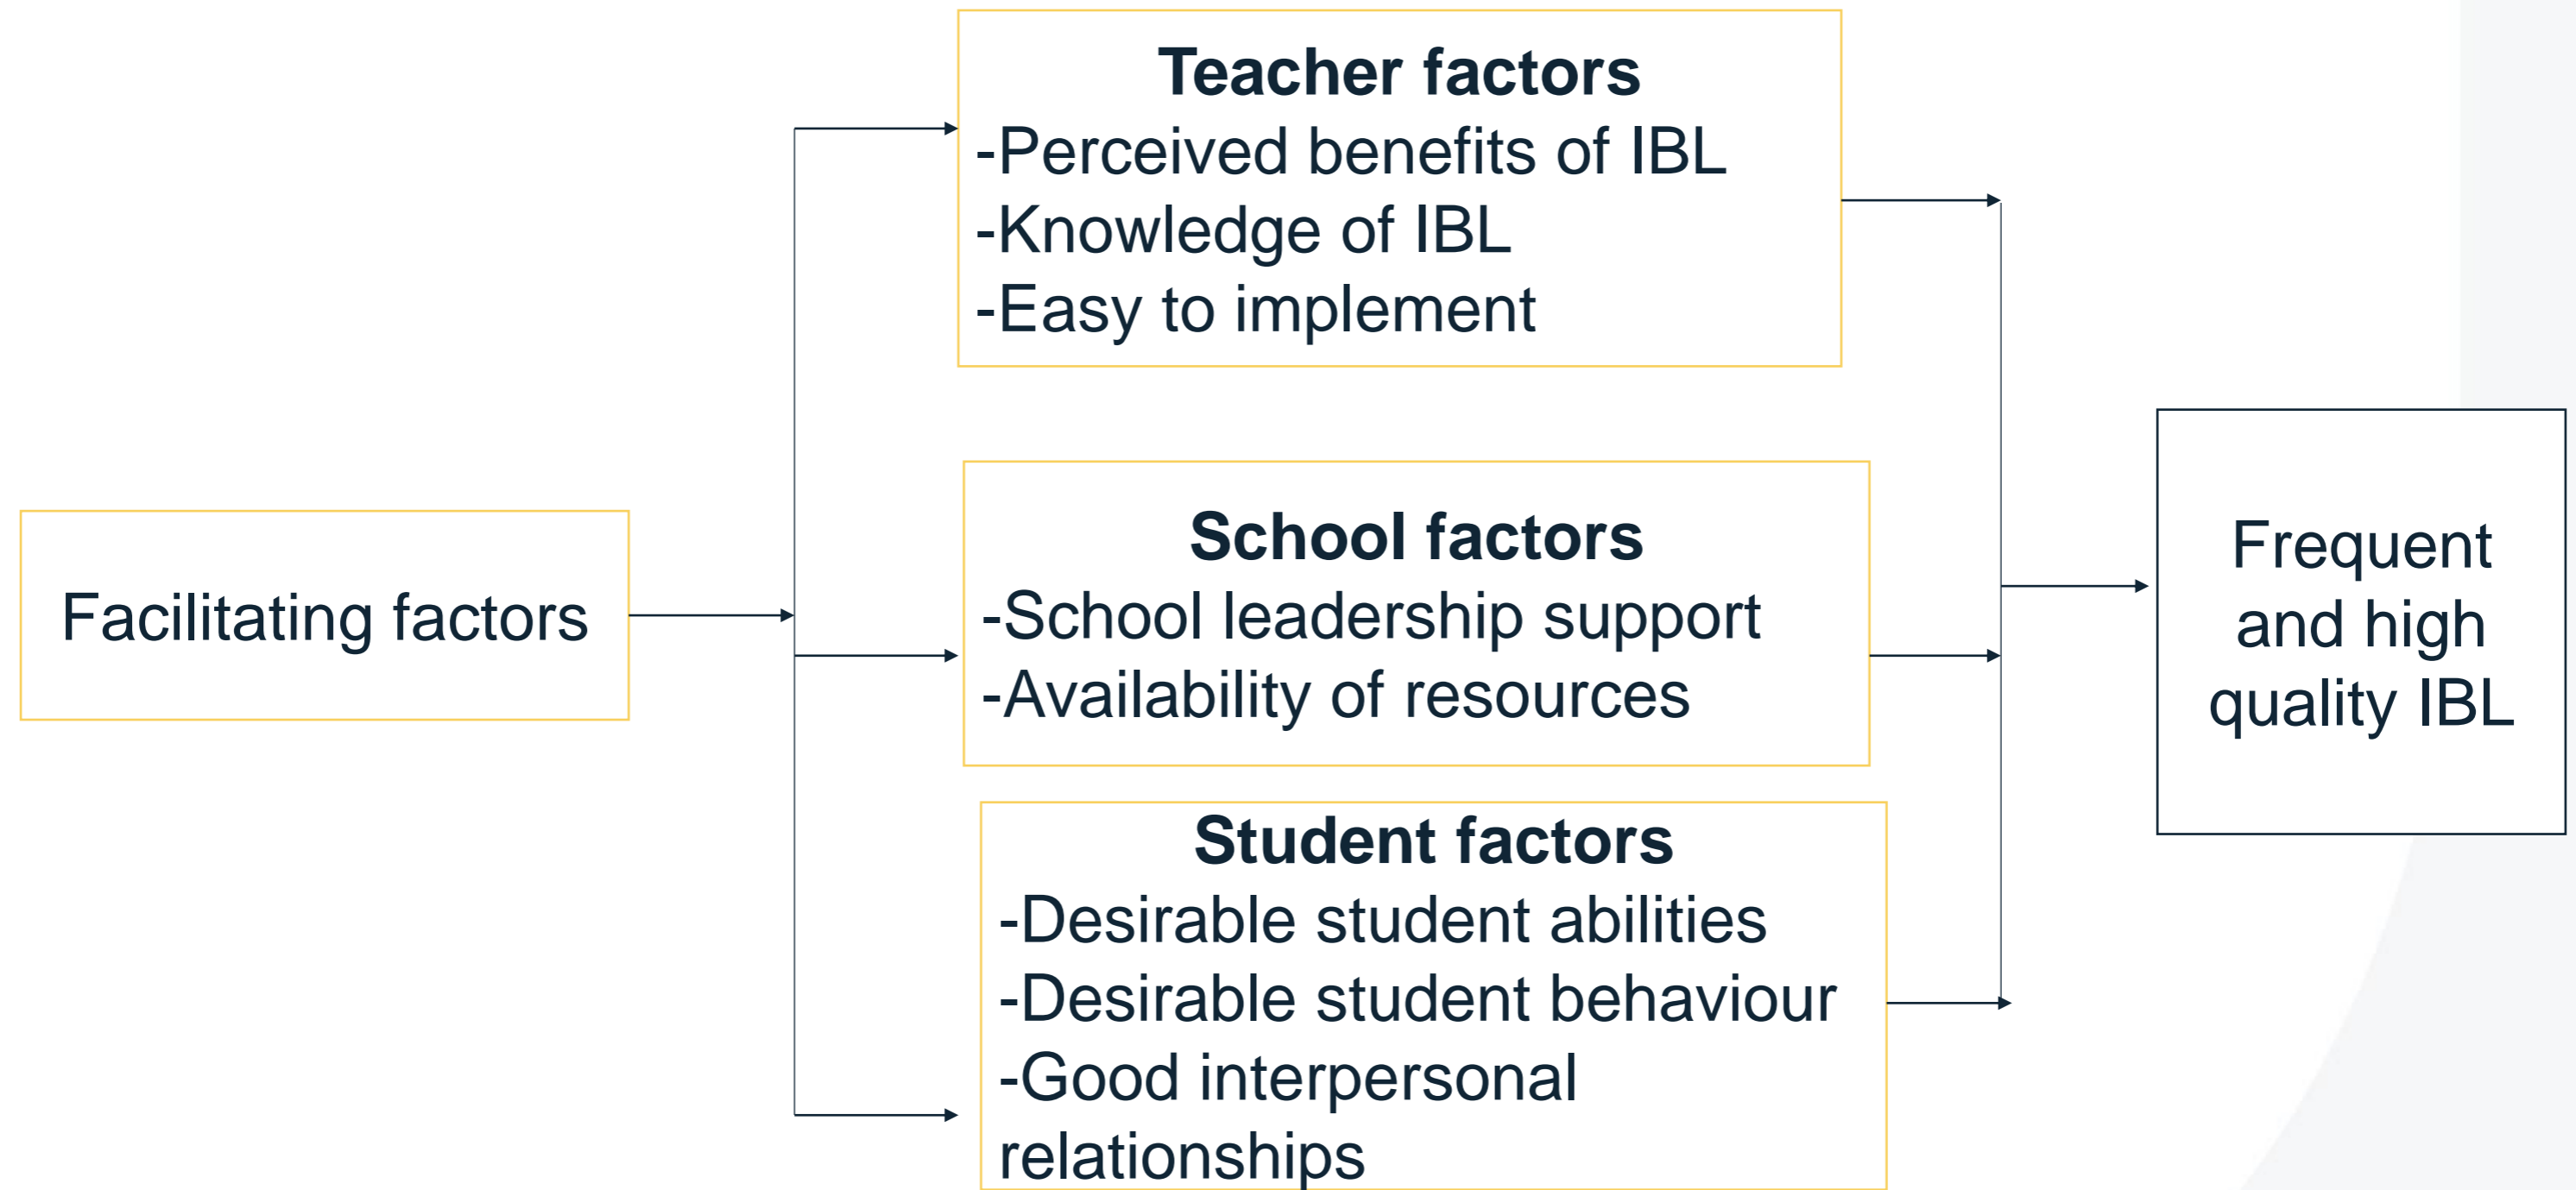 Facilitating factors
Teacher factors
-Perceived benefits of IBL
-Knowledge of IBL
-Easy to implement
School factors
-School leadership support
-Availability of resources
Student factors
-Desirable student abilities
-Desirable student behaviour
-Good interpersonal
relationships
Frequent
and high
quality IBL